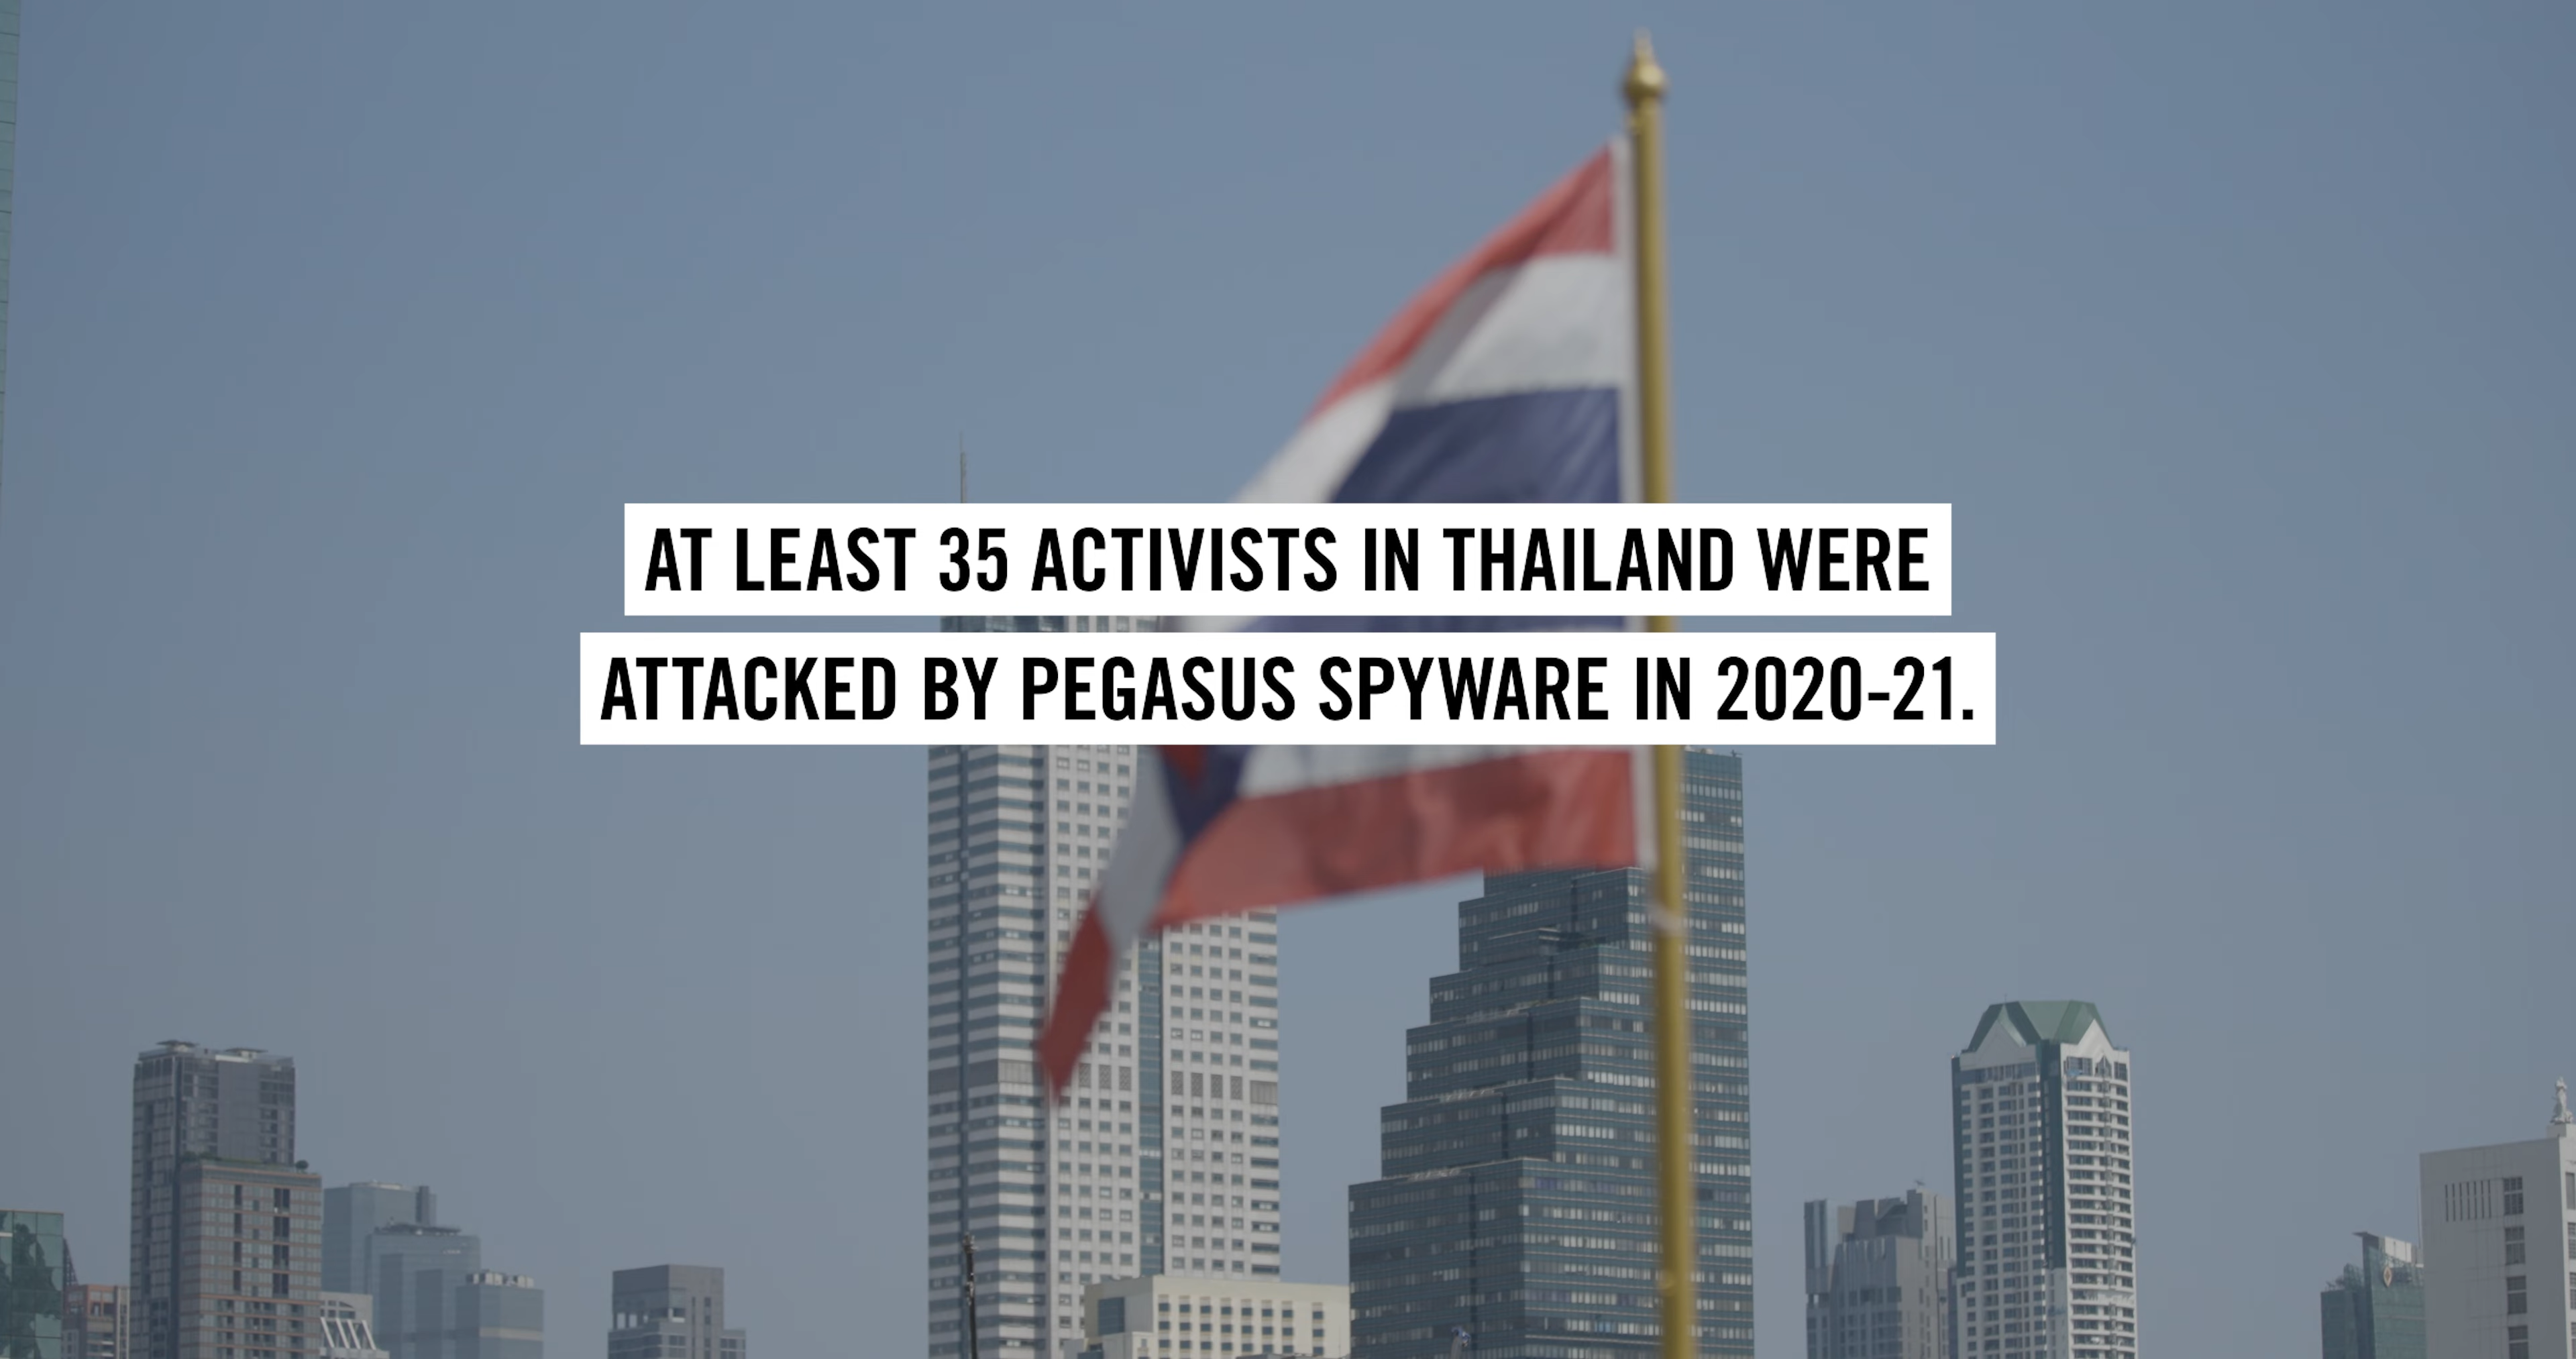 AT LEAST 35 ACTIVISTS IN THAILAND WERE
ATTACKED BY PEGASUS SPYWARE IN 2020-21.